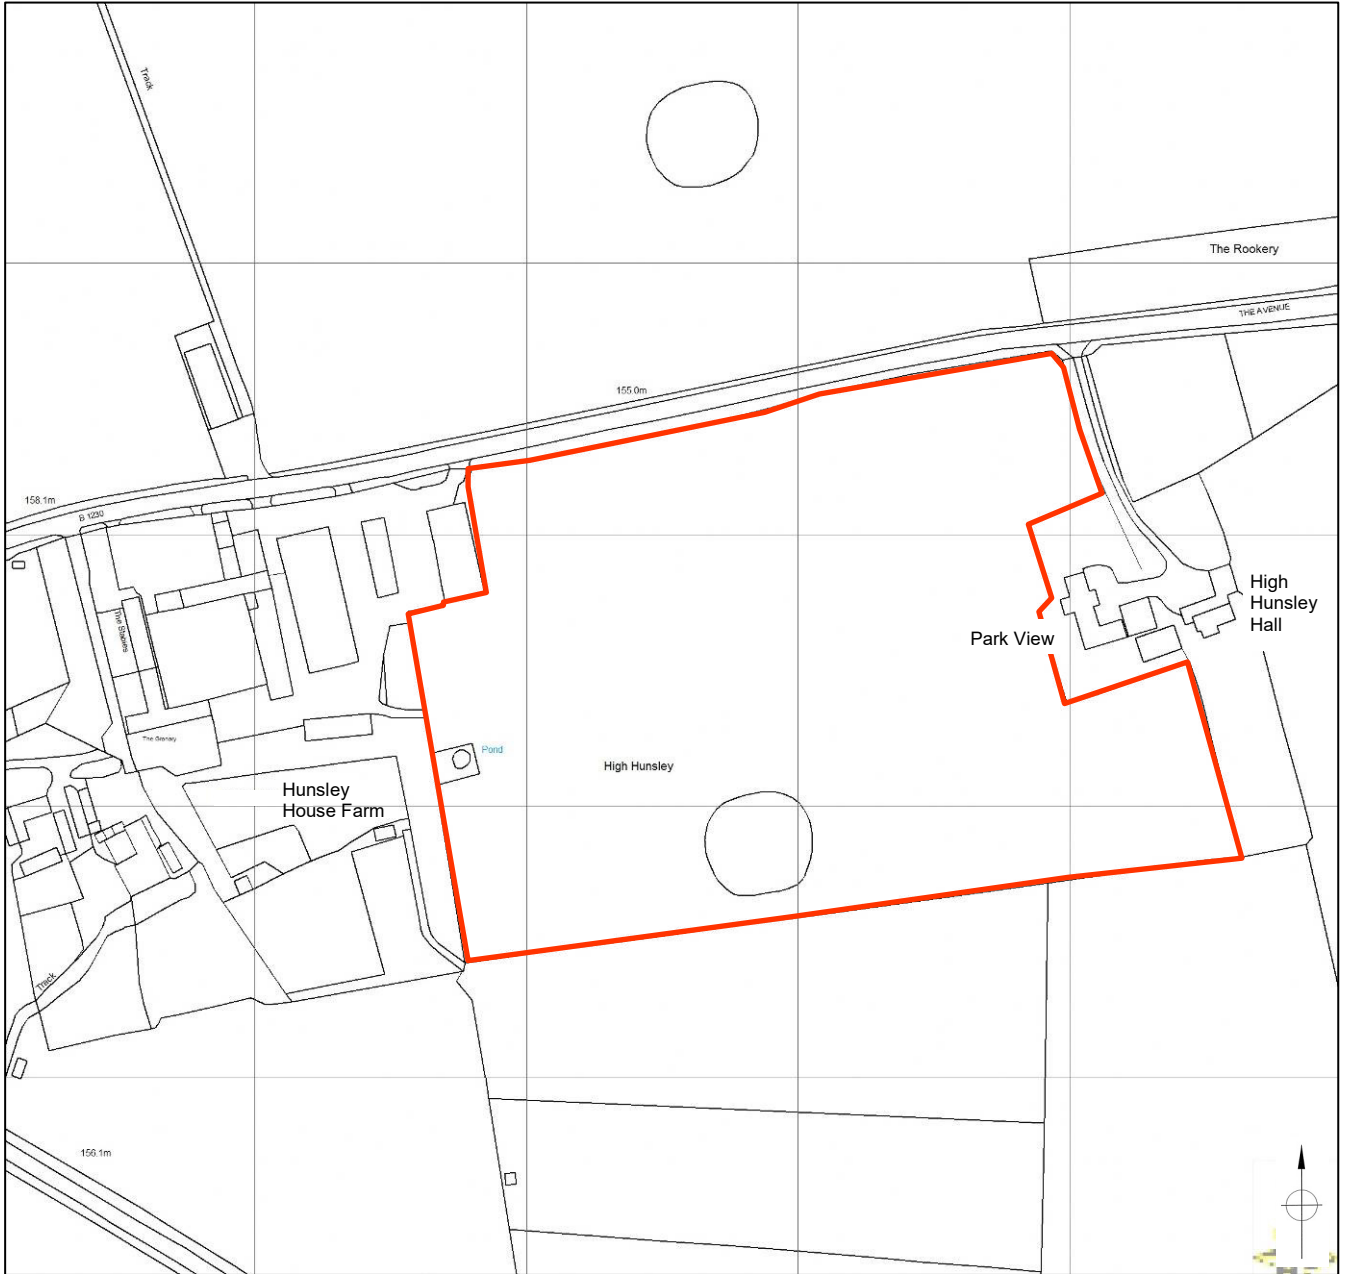 Track
The Rookery
THE AVENUE
155.0m
158.1m
B 1230
The Stables
High
Hunsley
Hall
Park View
The Granary
Pond
High Hunsley
Hunsley
House Farm
Track
156.1m